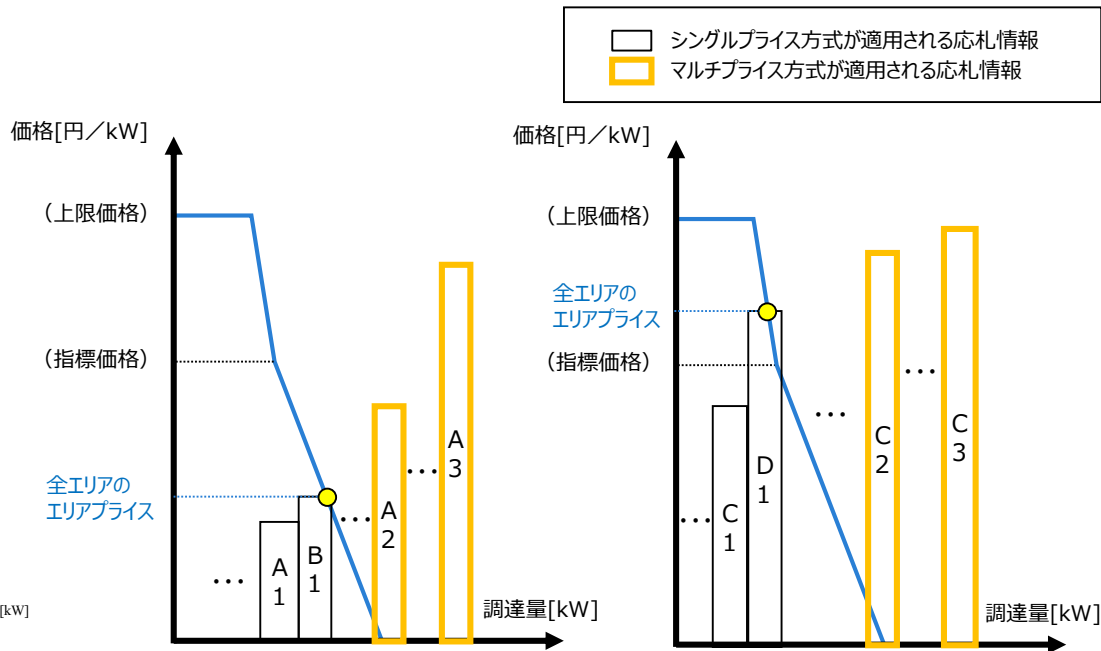 シングルプライス方式が適用される応札情報
マルチプライス方式が適用される応札情報
価格[円／kW]
(上限価格)
(指標価格)
全エリアの
エリアプライス
…
A
1
B
1
…
A
2
…
A
3
調達量[kW]
[kW]
価格[円／kW]
(上限価格)
全エリアの
エリアプライス
(指標価格)
…
C
1
D
1
…
C
2
…
C
3
調達量[kW]